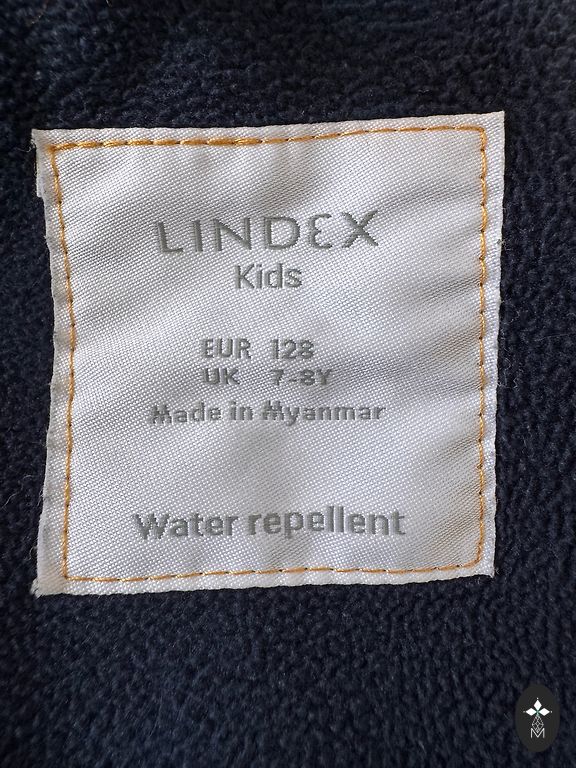 LINDEX
Kids
EUR 128
UK 7-8Y
Made in Myanmar
Water repellent
M